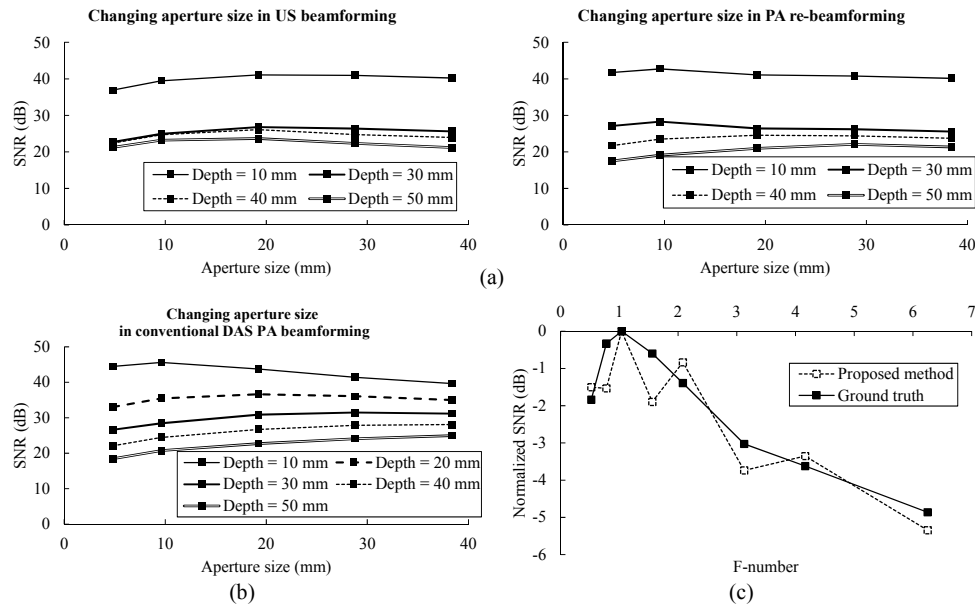 Changing aperture size in US beamforming
50
40
30
20
10
0
SNR (dB)
Depth = 10 mm
Depth = 30 mm
Depth = 40 mm
Depth = 50 mm
0 10 20 30 40
Aperture size (mm)
Changing aperture size in PA re-beamforming
50
40
30
20
10
0
SNR (dB)
Depth = 10 mm
Depth = 30 mm
Depth = 40 mm
Depth = 50 mm
0 10 20 30 40
Aperture size (mm)
(a)
Changing aperture size
in conventional DAS PA beamforming
50
40
30
20
10
0
SNR (dB)
Depth = 10 mm
Depth = 20 mm
Depth = 30 mm
Depth = 40 mm
Depth = 50 mm
0 10 20 30 40
Aperture size (mm)
(b)
0 1 2 3 4 5 6 7
0
-1
-2
-3
-4
-5
-6
Normalized SNR (dB)
Proposed method
Ground truth
F-number
(c)